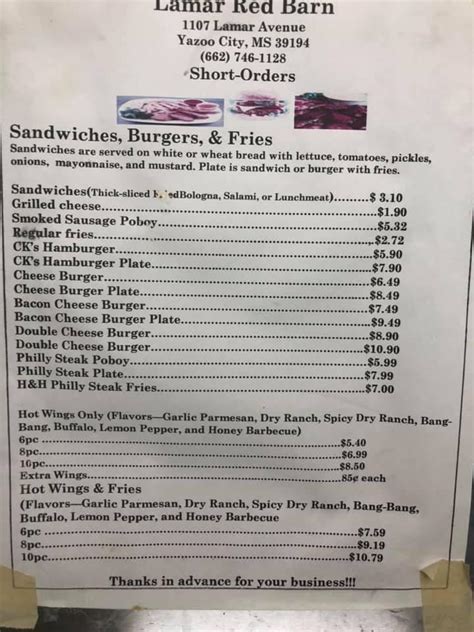 Lamar Red Barn
1107 Lamar Avenue
Yazoo City, MS 39194
(662) 746-1128
Short-Orders
Sandwiches, Burgers, & Fries
Sandwiches are served on white or wheat bread with lettuce, tomatoes, pickles,
onions, mayonnaise, and mustard. Plate is sandwich or burger with fries.
Sandwiches(Thick-sliced Bologna, Salami, or Lunchmeat)........$ 3.10
Grilled cheese..........$1.90
Smoked Sausage Poboy..........$5.32
Regular fries..........$2.72
CK's Hamburger..........$5.90
CK's Hamburger Plate..........$7.90
Cheese Burger..........$6.49
Cheese Burger Plate..........$8.49
Bacon Cheese Burger..........$7.49
Bacon Cheese Burger Plate..........$9.49
Double Cheese Burger..........$8.90
Double Cheese Burger..........$10.90
Philly Steak Poboy..........$5.99
Philly Steak Plate..........$7.99
H&H Philly Steak Fries..........$7.00
Hot Wings Only (Flavors—Garlic Parmesan, Dry Ranch, Spicy Dry Ranch, Bang-
Bang, Buffalo, Lemon Pepper, and Honey Barbecue)
6pc ..........$5.40
8pc..........$6.99
10pc..........$8.50
Extra Wings..........85¢ each
Hot Wings & Fries
(Flavors—Garlic Parmesan, Dry Ranch, Spicy Dry Ranch, Bang-Bang,
Buffalo, Lemon Pepper, and Honey Barbecue
6pc ..........$7.59
8pc..........$9.19
10pc..........$10.79
Thanks in advance for your business!!!